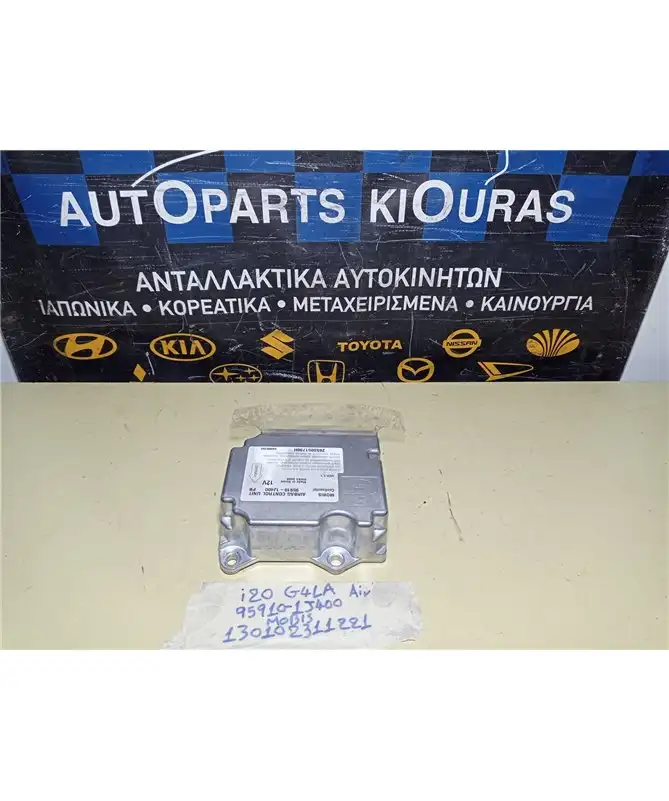 AUTOPARTS KIOURAS
ΑΝΤΑΛΛΑΚΤΙΚΑ ΑΥΤΟΚΙΝΗΤΩΝ
ΙΑΠΩΝΙΚΑ • ΚΟΡΕΑΤΙΚΑ • ΜΕΤΑΧΕΙΡΙΣΜΕΝΑ • ΚΑΙΝΟΥΡΓΙΑ
KIA
TOYOTA
NISSAN
MOBIS AIRBAG CONTROL UNIT
95910-1J400
12V
i20 G4LA Air
95910-1J400
MOBIS
130102311221